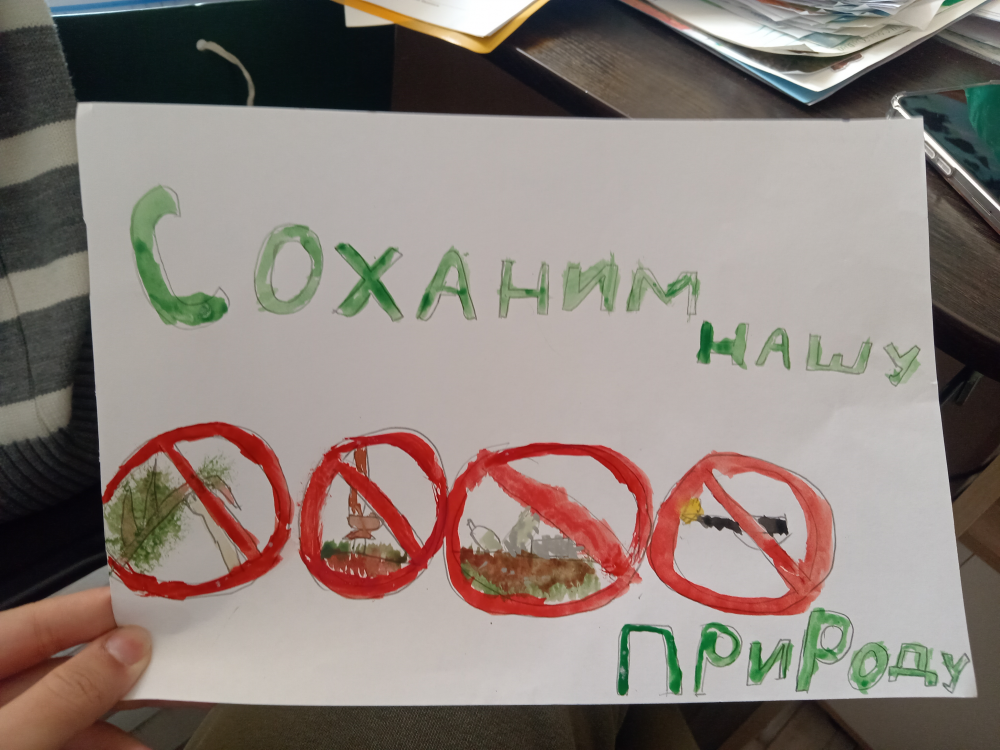 Соханим
нашу
природу